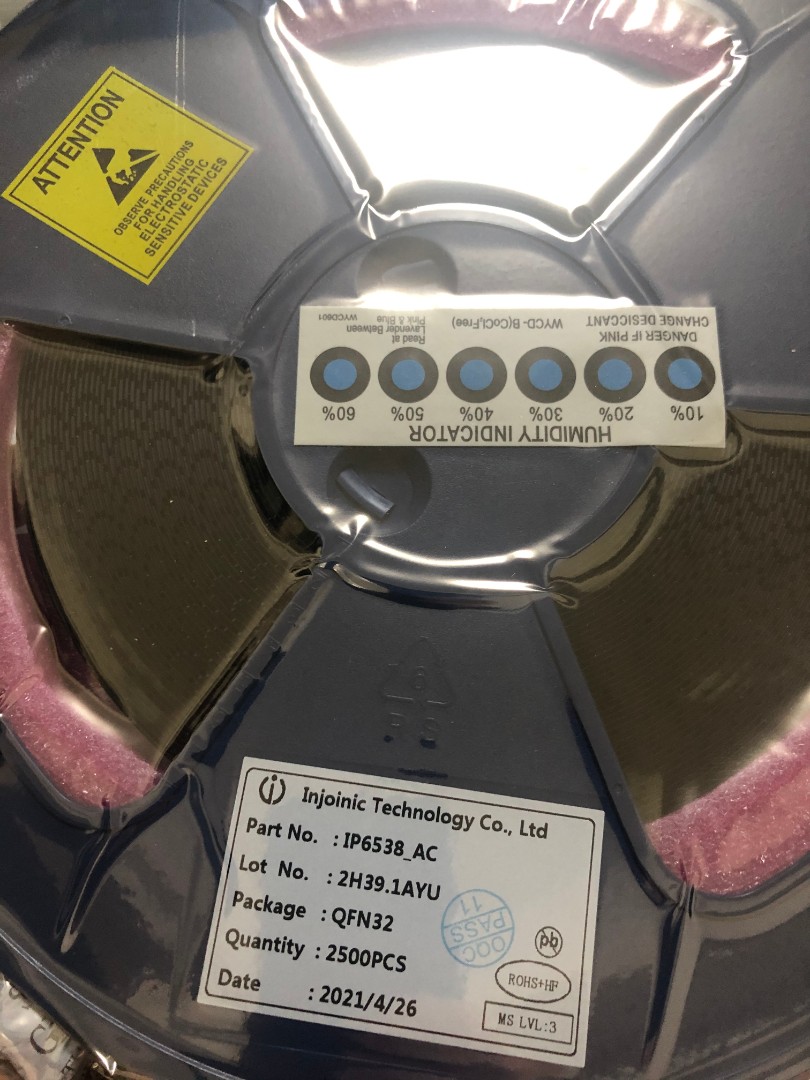 ATTENTION
OBSERVE PRECAUTIONS
FOR HANDLING
ELECTROSTATIC
SENSITIVE DEVICES
HUMIDITY INDICATOR
10% 20% 30% 40% 50% 60%
DANGER IF PINK
CHANGE DESICCANT
WYCD-B(CoCl₂Free)
Read at
Lavender Between
Pink & Blue
WYCD601
Injoinic Technology Co., Ltd
Part No. : IP6538_AC
Lot No. : 2H39.1AYU
Package : QFN32
Quantity : 2500PCS
Date : 2021/4/26
OQC
PASS
11
pb
ROHS+HF
MS LVL:3